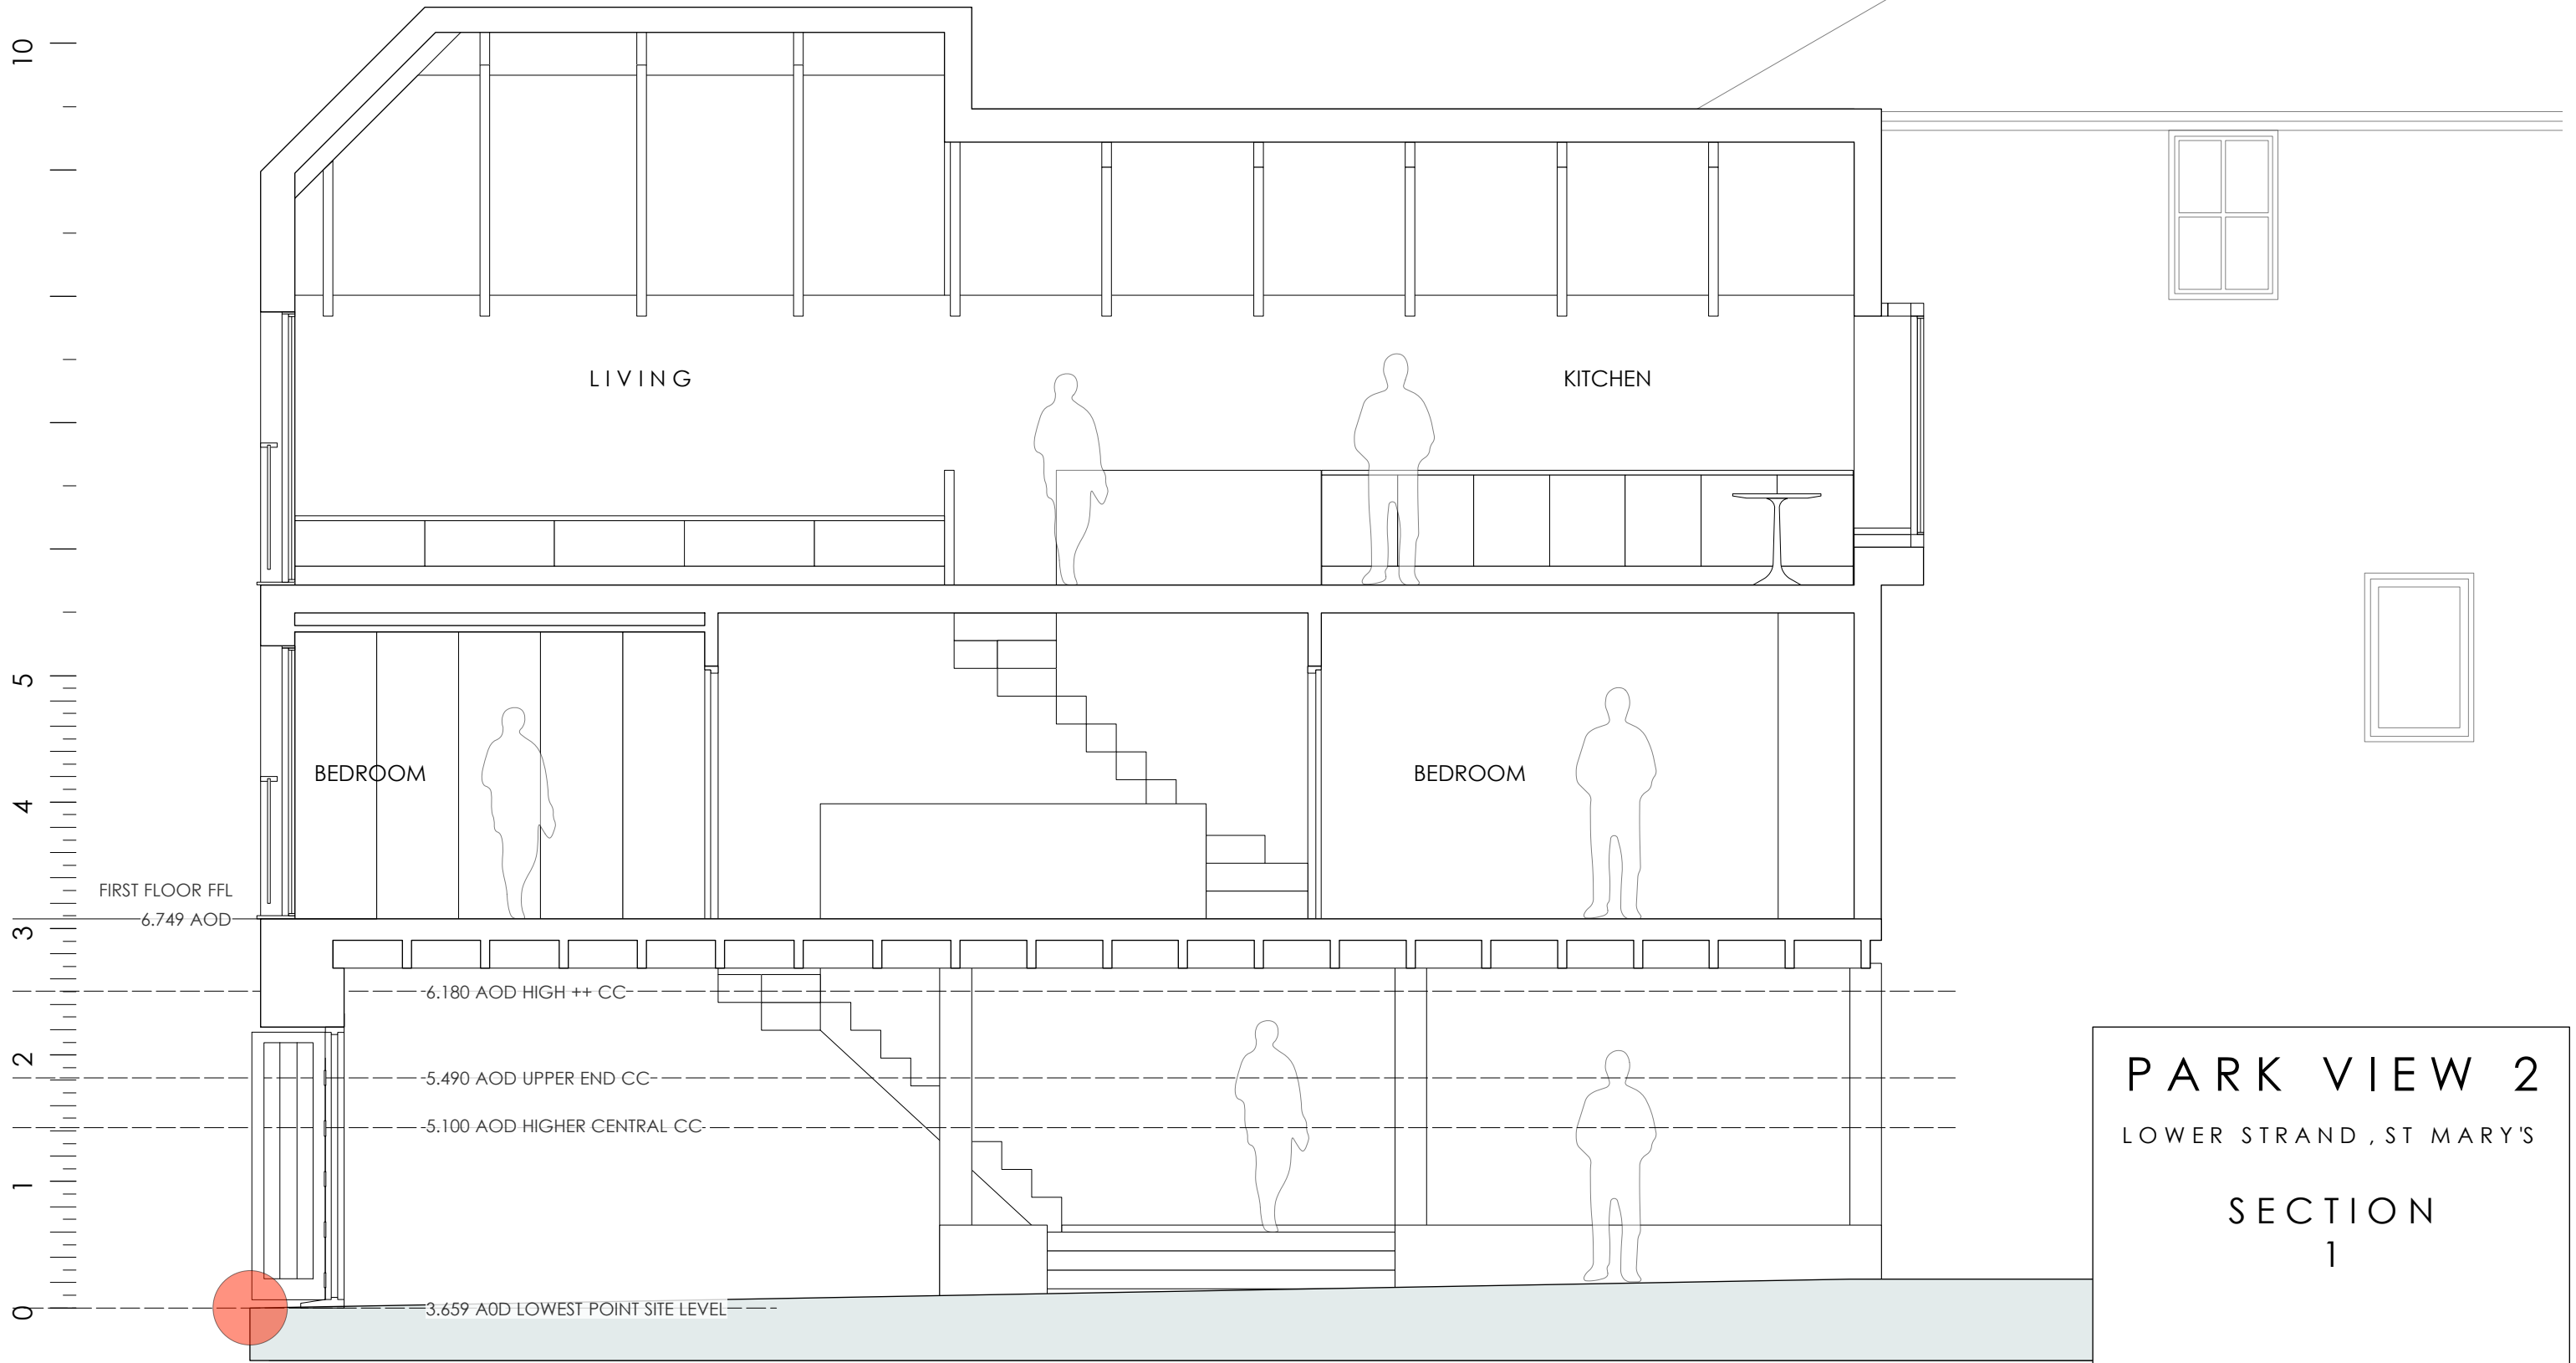 10
LIVING
KITCHEN
5
BEDROOM
BEDROOM
4
FIRST FLOOR FFL
6.749 AOD
3
6.180 AOD HIGH ++ CC
2
5.490 AOD UPPER END CC
5.100 AOD HIGHER CENTRAL CC
1
0
3.659 A0D LOWEST POINT SITE LEVEL
PARK VIEW 2
LOWER STRAND, ST MARY'S
SECTION
1